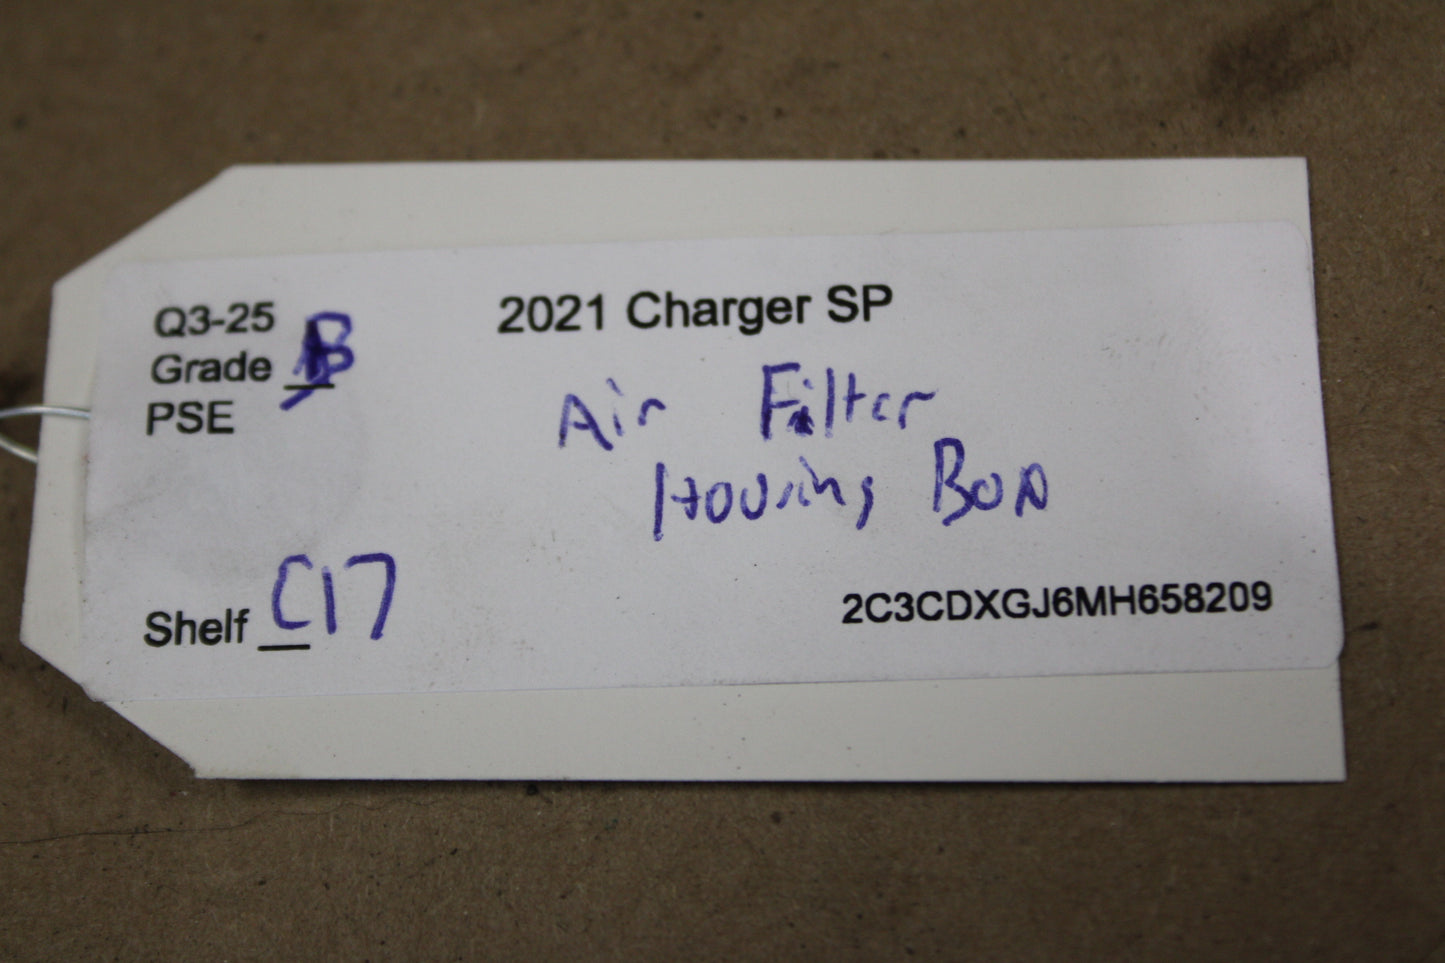 Q3-25
2021 Charger SP
Grade B
PSE
Air Filter
Housing Box
Shelf C17
2C3CDXGJ6MH658209